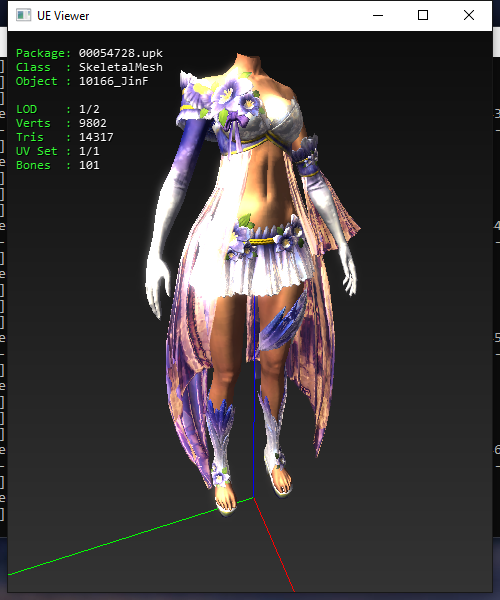 UE Viewer
Package: 00054728.upk
Class : SkeletalMesh
Object : 10166_JinF
LOD : 1/2
Verts : 9802
Tris : 14317
UV Set : 1/1
Bones : 101